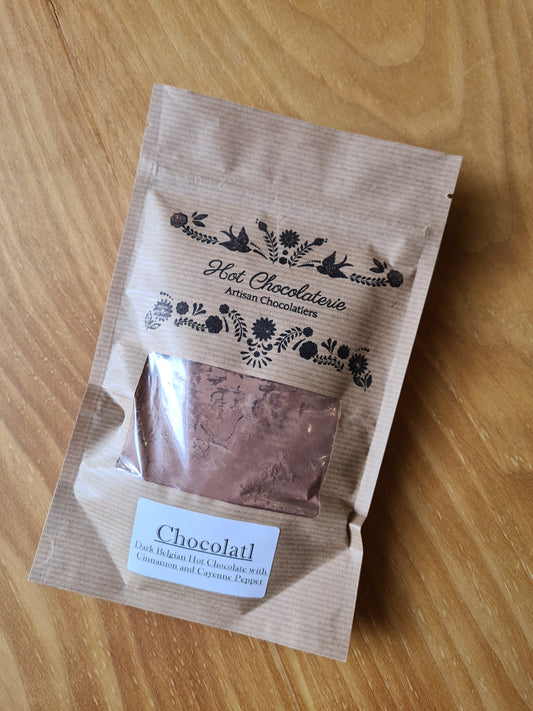 Hot Chocolaterie
Artisan Chocolatiers
Chocolatl
Dark Belgian Hot Chocolate with
Cinnamon and Cayenne Pepper